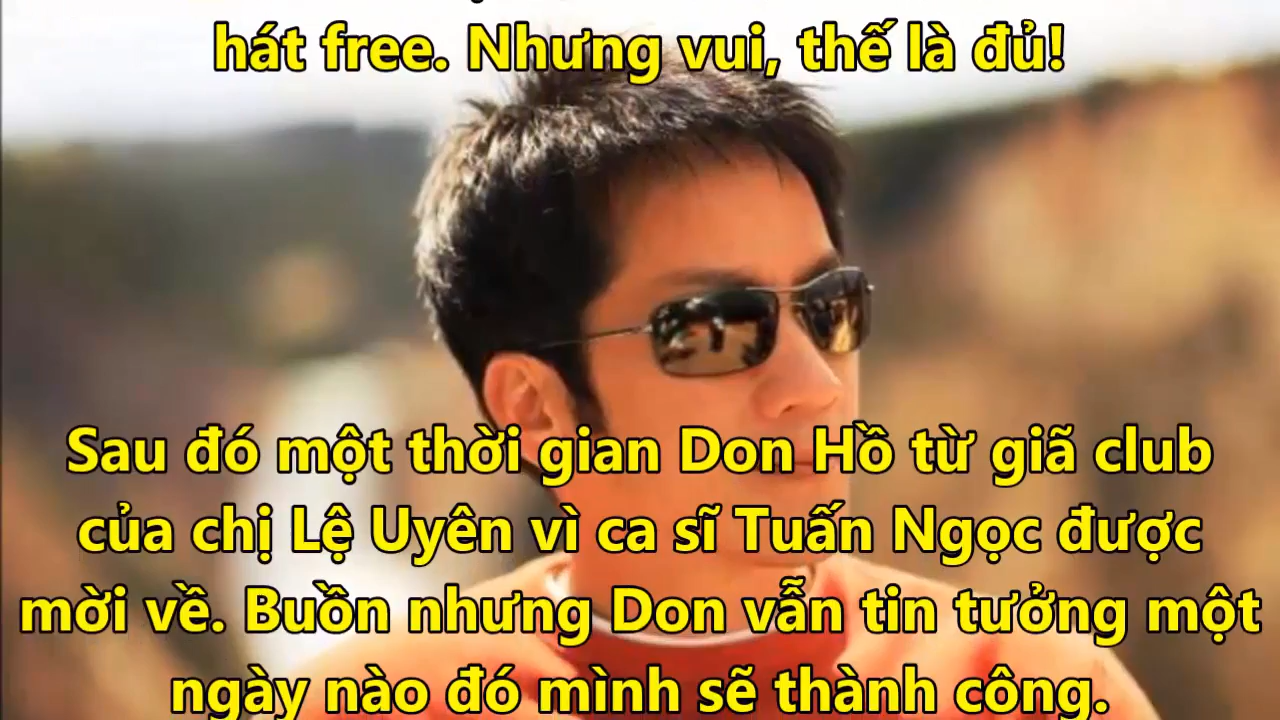 hát free. Nhưng vui, thế là đủ!
Sau đó một thời gian Don Hồ từ giã club
của chị Lệ Uyên vì ca sĩ Tuấn Ngọc được
mời về. Buồn nhưng Don vẫn tin tưởng một
ngày nào đó mình sẽ thành công.